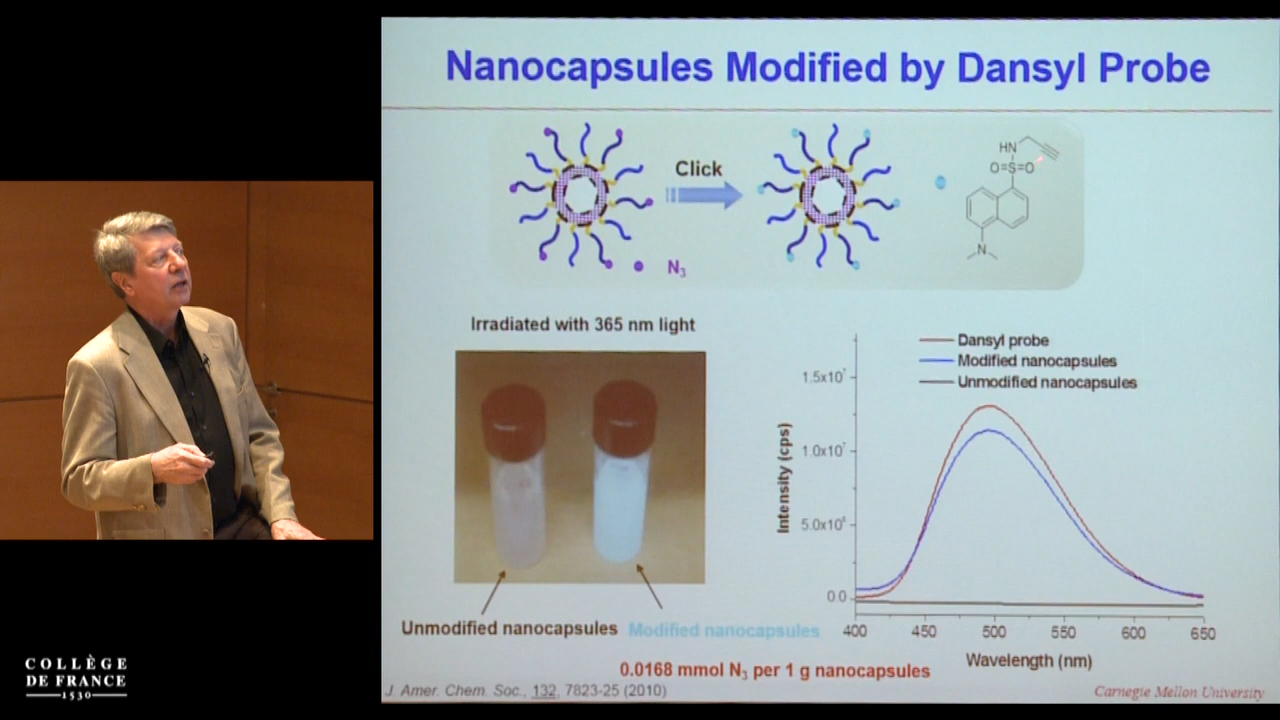 Nanocapsules Modified by Dansyl Probe
Click
N3
HN
O=S=O
N
Irradiated with 365 nm light
Unmodified nanocapsules
Modified nanocapsules
0.0168 mmol N3 per 1 g nanocapsules
Dansyl probe
Modified nanocapsules
Unmodified nanocapsules
Intensity (cps)
1.5x10⁷
1.0x10⁷
5.0x10⁶
0.0
400 450 500 550 600 650
Wavelength (nm)
J. Amer. Chem. Soc., 132, 7823-25 (2010)
Carnegie Mellon University
COLLÈGE
DE FRANCE
1530